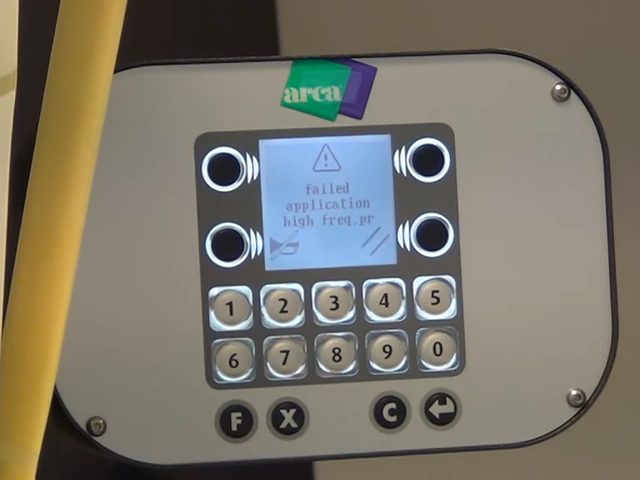 arca
failed
application
high freq.pr
1 2 3 4 5
6 7 8 9 0
F X C